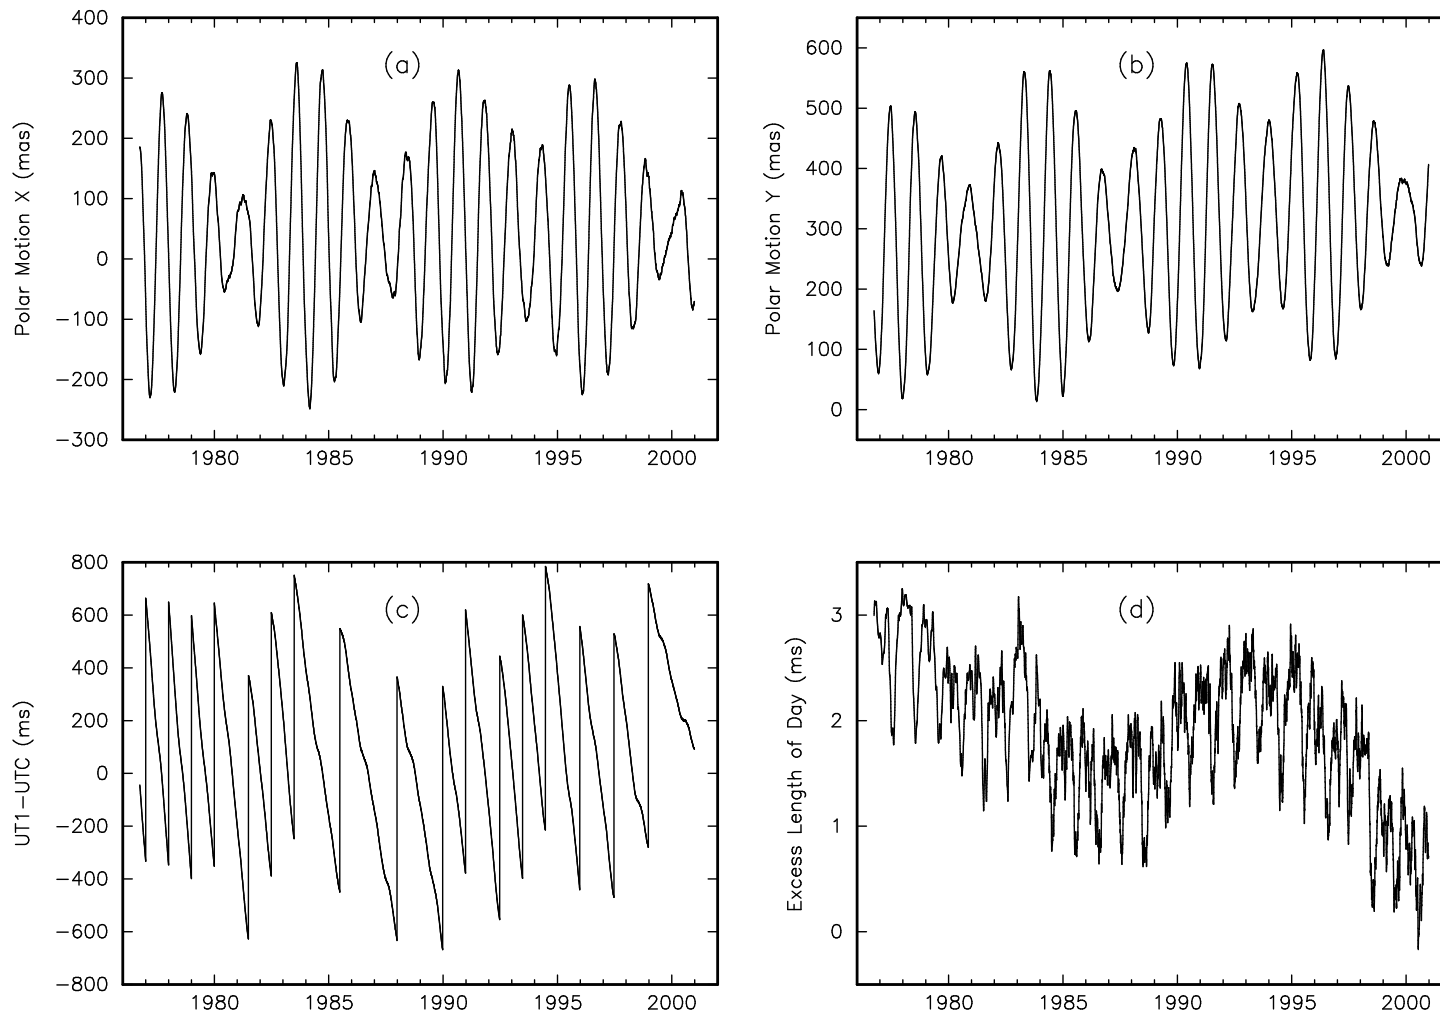 (a)
Polar Motion X (mas)
400
300
200
100
0
−100
−200
−300
1980 1985 1990 1995 2000
(b)
Polar Motion Y (mas)
600
500
400
300
200
100
0
1980 1985 1990 1995 2000
(c)
UT1−UTC (ms)
800
600
400
200
0
−200
−400
−600
−800
1980 1985 1990 1995 2000
(d)
Excess Length of Day (ms)
3
2
1
0
1980 1985 1990 1995 2000